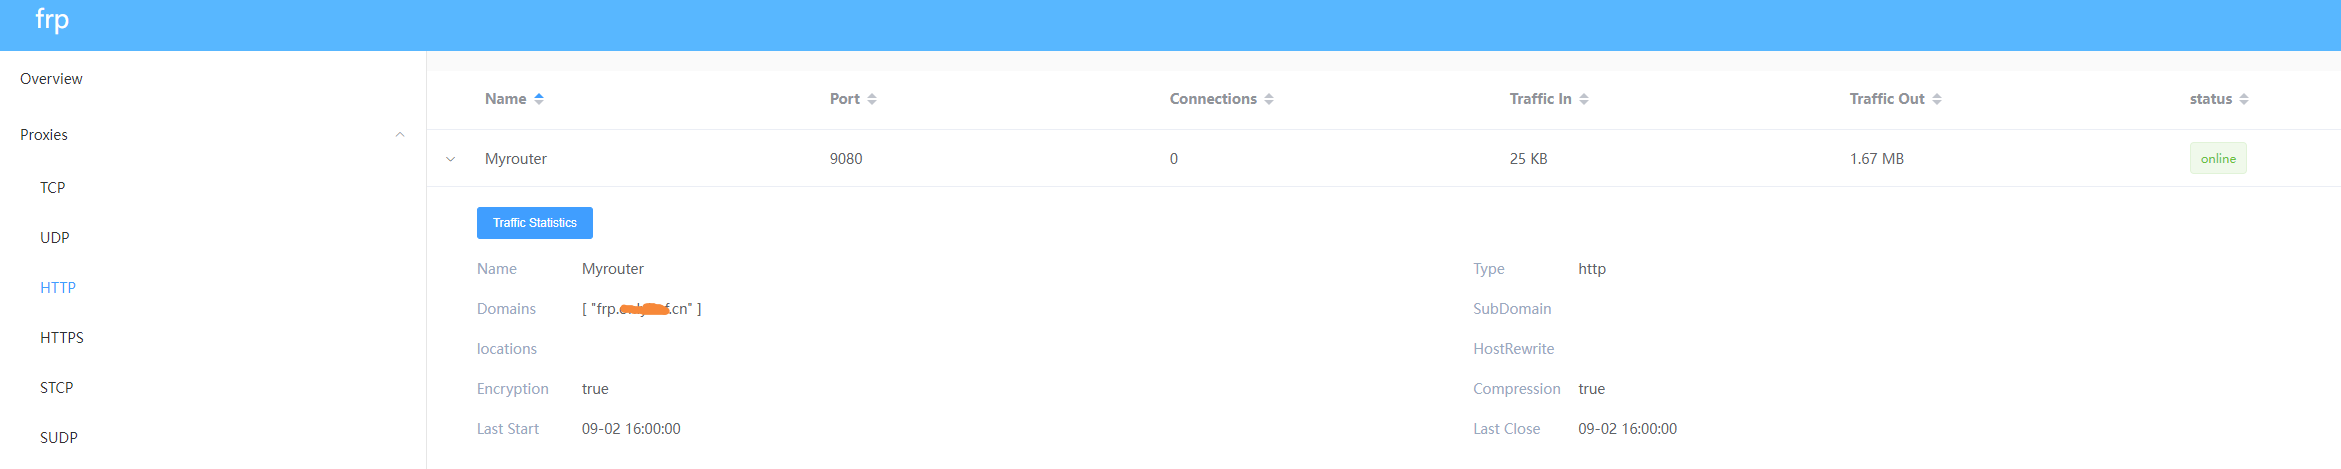 frp
Overview
Proxies
TCP
UDP
HTTP
HTTPS
STCP
SUDP
Name Port Connections Traffic In Traffic Out status
Myrouter 9080 0 25 KB 1.67 MB online
Traffic Statistics
Name Myrouter Type http
Domains [ "frp. .cn" ] SubDomain
locations HostRewrite
Encryption true Compression true
Last Start 09-02 16:00:00 Last Close 09-02 16:00:00